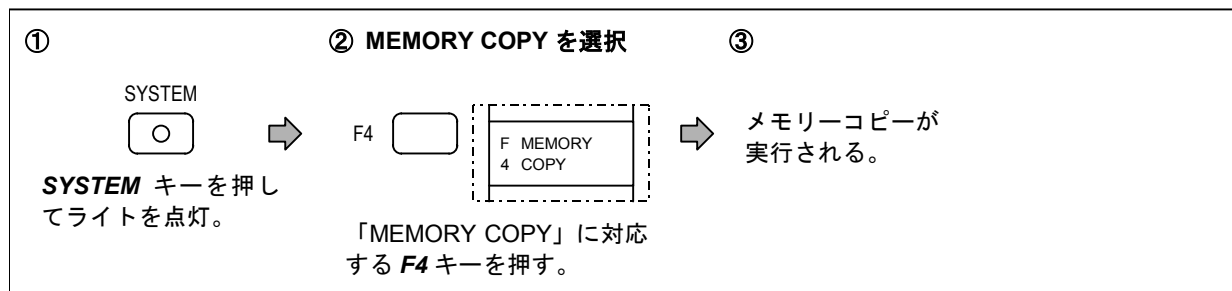 ①
SYSTEM
SYSTEM キーを押し
てライトを点灯。
② MEMORY COPY を選択
F4
F MEMORY
4 COPY
「MEMORY COPY」に対応
する F4 キーを押す。
③
メモリーコピーが
実行される。